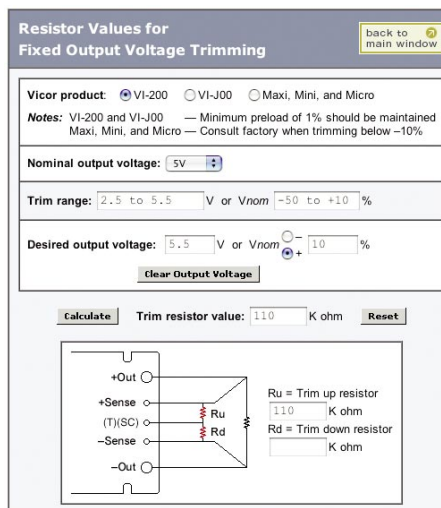 Resistor Values for
Fixed Output Voltage Trimming
back to
main window
Vicor product: VI-200 VI-J00 Maxi, Mini, and Micro
Notes: VI-200 and VI-J00 — Minimum preload of 1% should be maintained
Maxi, Mini, and Micro — Consult factory when trimming below –10%
Nominal output voltage: 5V
Trim range: 2.5 to 5.5 V or Vnom -50 to +10 %
Desired output voltage: 5.5 V or Vnom – + 10 %
Clear Output Voltage
Calculate Trim resistor value: 110 K ohm Reset
+Out
+Sense
(T)(SC)
–Sense
–Out
Ru
Rd
Ru = Trim up resistor
110 K ohm
Rd = Trim down resistor
K ohm